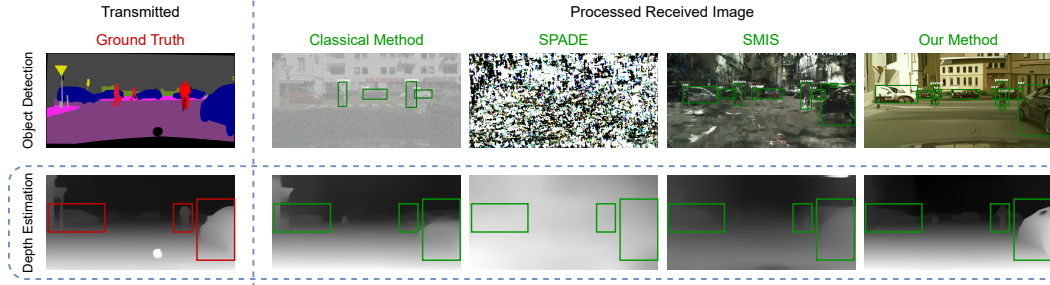 Transmitted
Processed Received Image
Ground Truth
Classical Method
SPADE
SMIS
Our Method
Object Detection
Depth Estimation